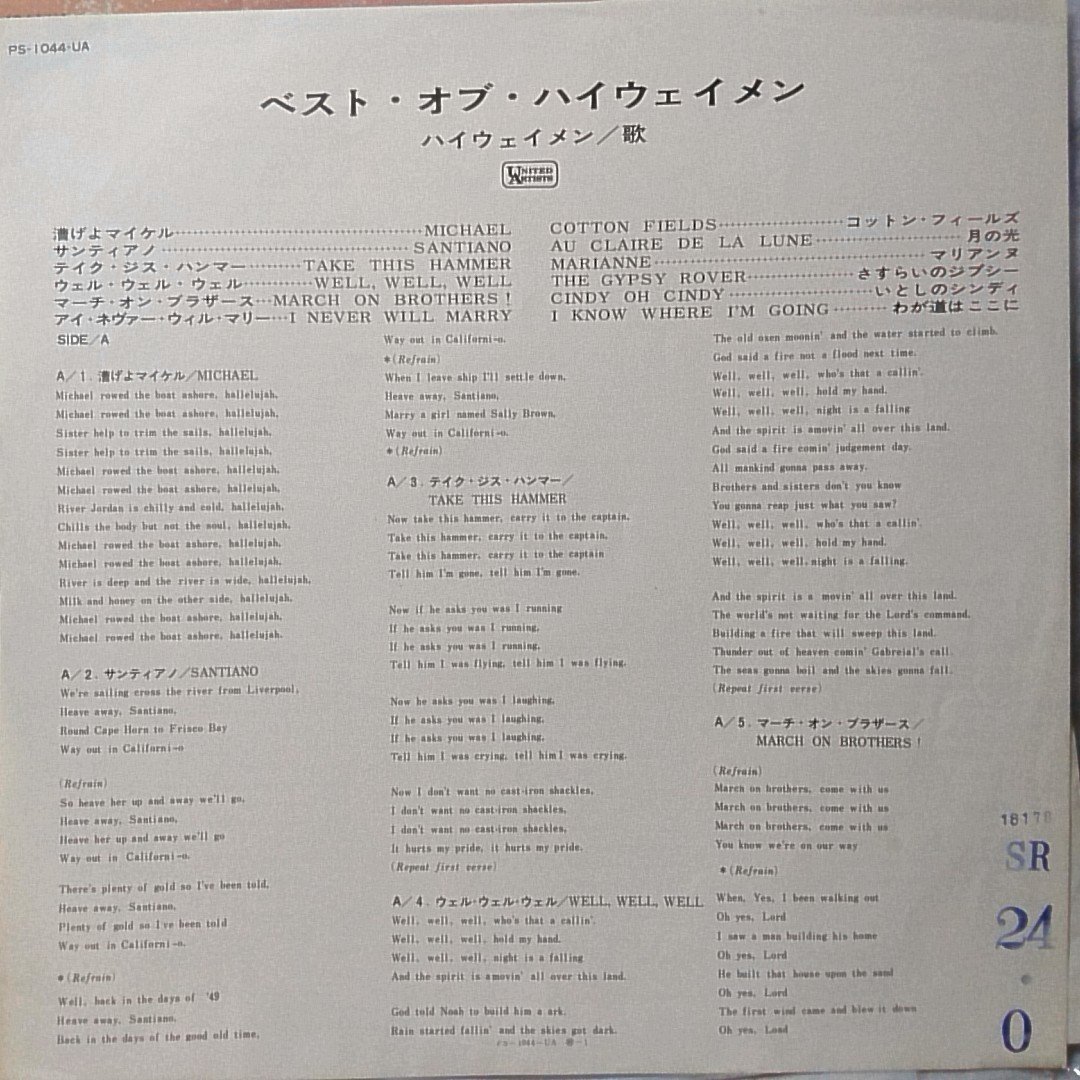 PS-1044-UA
ベスト・オブ・ハイウェイメン
ハイウェイメン／歌
UNITED ARTISTS
漕げよマイケル……………………………MICHAEL
サンティアノ……………………………SANTIANO
テイク・ジス・ハンマー………TAKE THIS HAMMER
ウェル・ウェル・ウェル………WELL, WELL, WELL
マーチ・オン・ブラザース…MARCH ON BROTHERS!
アイ・ネヴァー・ウィル・マリー…I NEVER WILL MARRY
COTTON FIELDS………………コットン・フィールズ
AU CLAIRE DE LA LUNE………………月の光
MARIANNE……………………………マリアンヌ
THE GYPSY ROVER……………さすらいのジプシー
CINDY OH CINDY………………いとしのシンディ
I KNOW WHERE I'M GOING………わが道はここに
SIDE/A
A／1．漕げよマイケル／MICHAEL
Michael rowed the boat ashore, hallelujah,
Michael rowed the boat ashore, hallelujah,
Sister help to trim the sails, hallelujah,
Sister help to trim the sails, hallelujah,
Michael rowed the boat ashore, hallelujah,
Michael rowed the boat ashore, hallelujah,
River Jordan is chilly and cold, hallelujah,
Chills the body but not the soul, hallelujah,
Michael rowed the boat ashore, hallelujah,
Michael rowed the boat ashore, hallelujah,
River is deep and the river is wide, hallelujah,
Milk and honey on the other side, hallelujah,
Michael rowed the boat ashore, hallelujah,
Michael rowed the boat ashore, hallelujah.
A／2．サンティアノ／SANTIANO
We're sailing cross the river from Liverpool,
Heave away, Santiano,
Round Cape Horn to Frisco Bay
Way out in Californi-o
(Refrain)
So heave her up and away we'll go,
Heave away, Santiano,
Heave her up and away we'll go
Way out in Californi-o.
There's plenty of gold so I've been told,
Heave away, Santiano,
Plenty of gold so I've been told
Way out in Californi-o.
*(Refrain)
Well, back in the days of '49
Heave away, Santiano,
Back in the days of the good old time,
Way out in Californi-o.
*(Refrain)
When I leave ship I'll settle down,
Heave away, Santiano,
Marry a girl named Sally Brown,
Way out in Californi-o.
*(Refrain)
A／3．テイク・ジス・ハンマー／
TAKE THIS HAMMER
Now take this hammer, carry it to the captain,
Take this hammer, carry it to the captain,
Take this hammer, carry it to the captain
Tell him I'm gone, tell him I'm gone.
Now if he asks you was I running
If he asks you was I running,
If he asks you was I running,
Tell him I was flying, tell him I was flying.
Now he asks you was I laughing,
If he asks you was I laughing,
If he asks you was I laughing,
Tell him I was crying, tell him I was crying.
Now I don't want no cast-iron shackles,
I don't want no cast-iron shackles,
I don't want no cast-iron shackles,
It hurts my pride, it hurts my pride.
(Repeat first verse)
A／4．ウェル・ウェル・ウェル／WELL, WELL, WELL
Well, well, well, who's that a callin'.
Well, well, well, hold my hand.
Well, well, well, night is a falling
And the spirit is amovin' all over this land.
God told Noah to build him a ark.
Rain started fallin' and the skies got dark.
The old oxen moonin' and the water started to climb.
God said a fire not a flood next time.
Well, well, well, who's that a callin'.
Well, well, well, hold my hand.
Well, well, well, night is a falling
And the spirit is amovin' all over this land.
God said a fire comin' judgement day.
All mankind gonna pass away.
Brothers and sisters don't you know
You gonna reap just what you saw?
Well, well, well, who's that a callin'.
Well, well, well, hold my hand.
Well, well, well, night is a falling.
And the spirit is a movin' all over this land.
The world's not waiting for the Lord's command.
Building a fire that will sweep this land.
Thunder out of heaven comin' Gabreial's call.
The seas gonna boil and the skies gonna fall.
(Repeat first verse)
A／5．マーチ・オン・ブラザース／
MARCH ON BROTHERS!
(Refrain)
March on brothers, come with us
March on brothers, come with us
March on brothers, come with us
You know we're on our way
*(Refrain)
When, Yes, I been walking out
Oh yes, Lord
I saw a man building his home
Oh yes, Lord
He built that house upon the sand
Oh yes, Lord
The first wind came and blew it down
Oh yes, Load
18178
SR
24
0